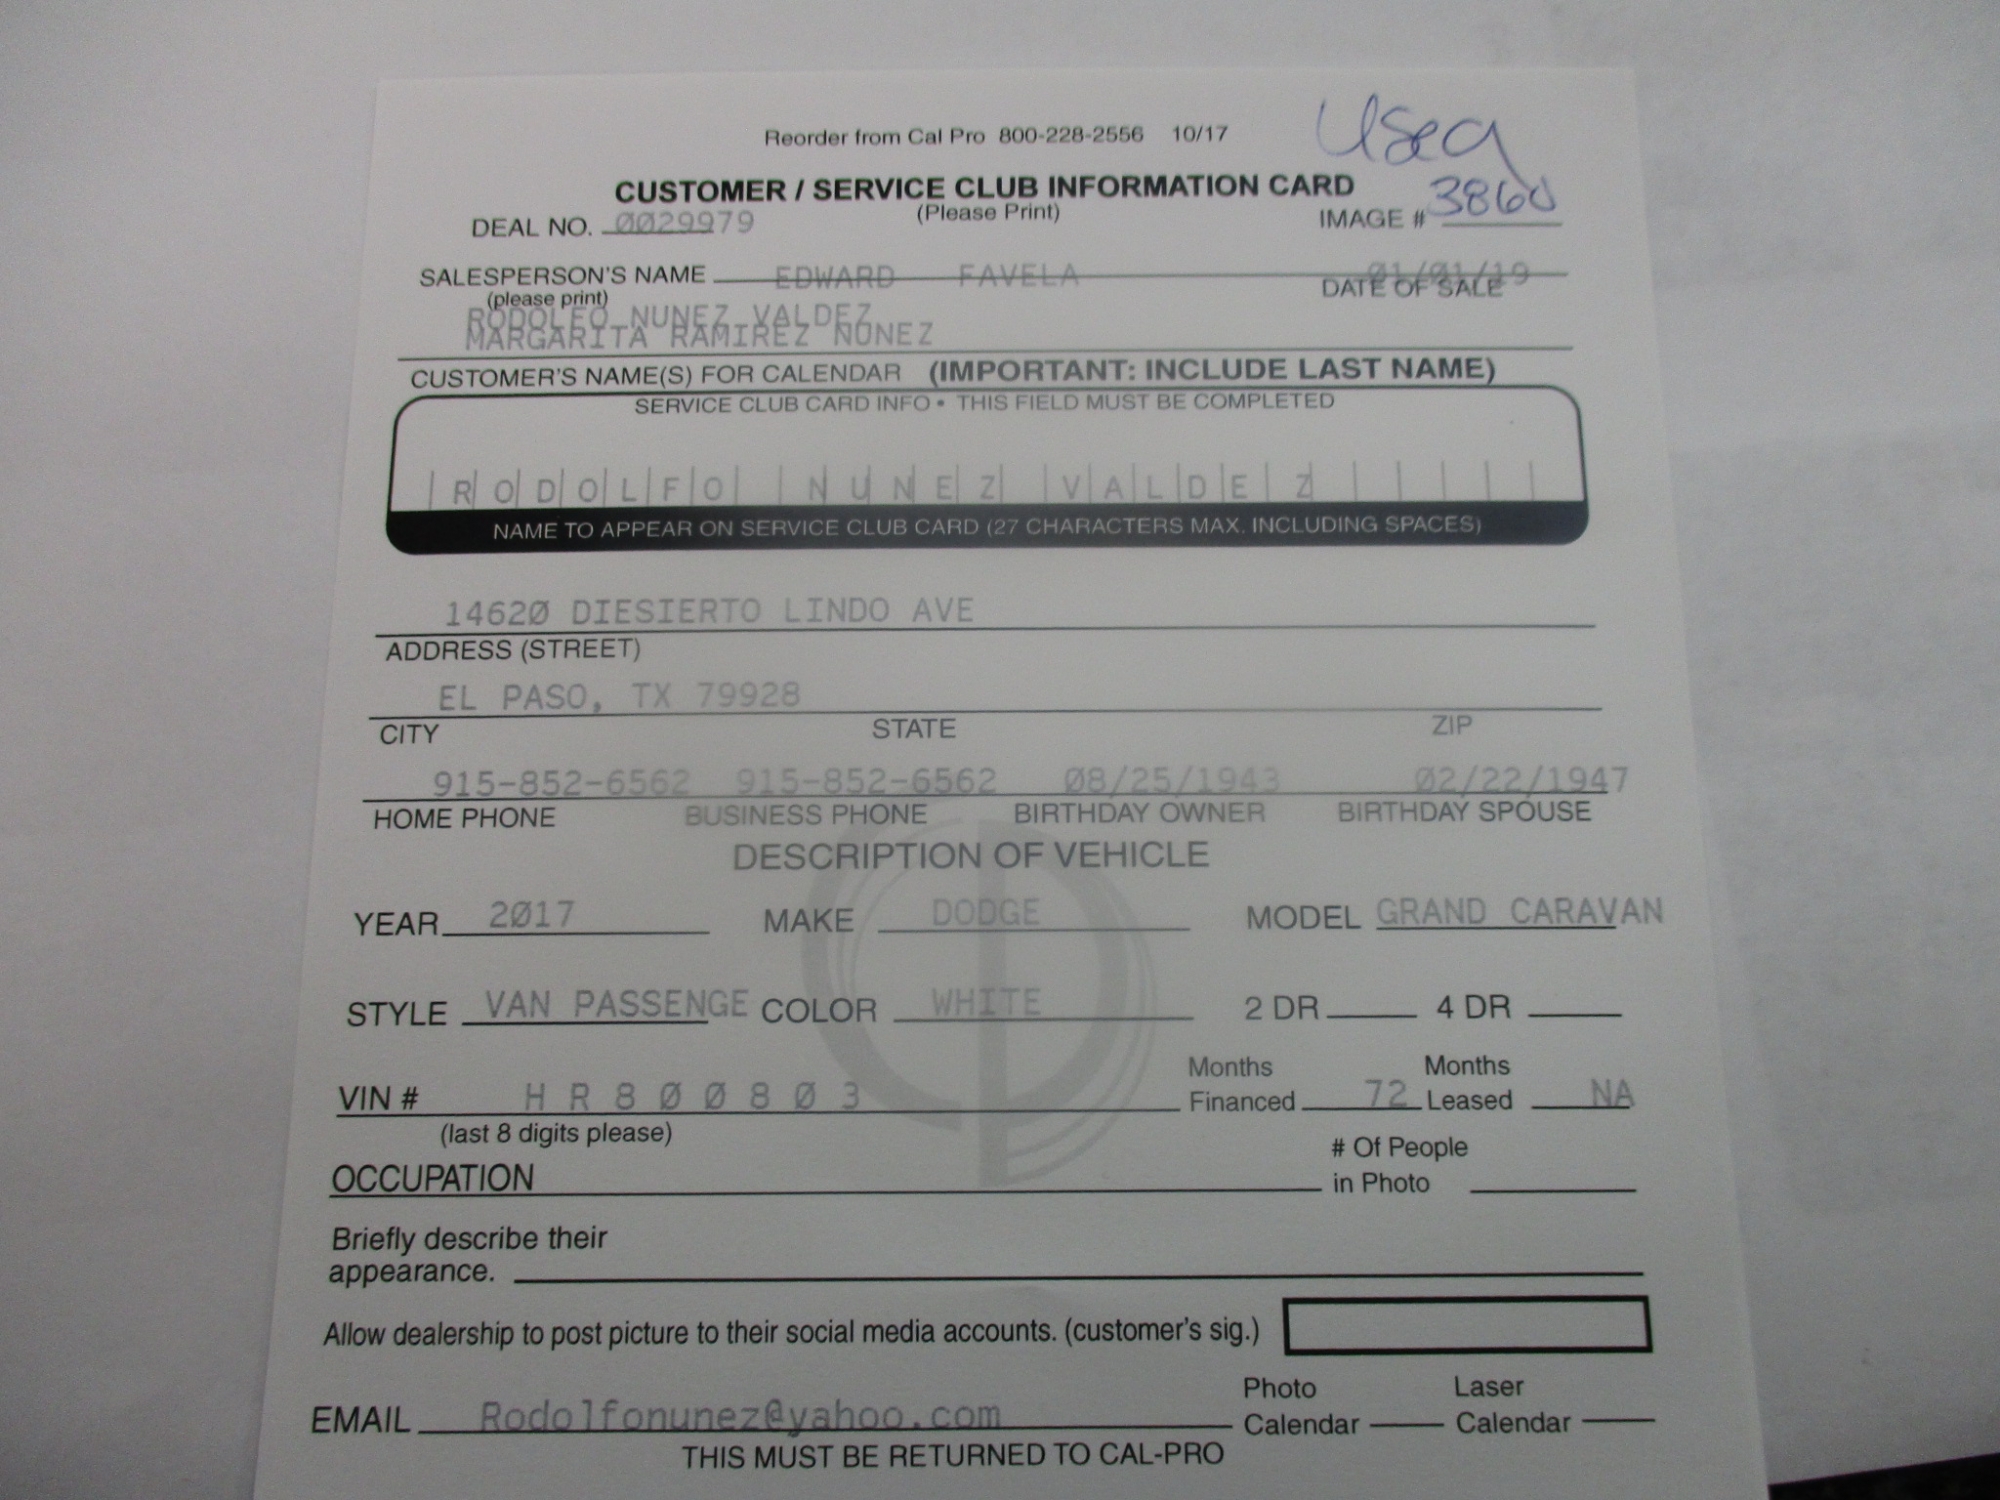 Used
Reorder from Cal Pro 800-228-2556 10/17
CUSTOMER / SERVICE CLUB INFORMATION CARD
(Please Print)
DEAL NO. 0029979 IMAGE # 3860
SALESPERSON'S NAME EDWARD FAVELA DATE OF SALE 01/01/19
(please print)
RODOLFO NUNEZ VALDEZ
MARGARITA RAMIREZ NUNEZ
CUSTOMER'S NAME(S) FOR CALENDAR (IMPORTANT: INCLUDE LAST NAME)
SERVICE CLUB CARD INFO • THIS FIELD MUST BE COMPLETED
RODOLFO NUNEZ VALDEZ
NAME TO APPEAR ON SERVICE CLUB CARD (27 CHARACTERS MAX. INCLUDING SPACES)
14620 DIESIERTO LINDO AVE
ADDRESS (STREET)
EL PASO, TX 79928
CITY STATE ZIP
915-852-6562 915-852-6562 08/25/1943 02/22/1947
HOME PHONE BUSINESS PHONE BIRTHDAY OWNER BIRTHDAY SPOUSE
DESCRIPTION OF VEHICLE
YEAR 2017 MAKE DODGE MODEL GRAND CARAVAN
STYLE VAN PASSENGE COLOR WHITE 2 DR 4 DR
Months Months
VIN # H R 8 0 0 8 0 3 Financed 72 Leased NA
(last 8 digits please)
# Of People
OCCUPATION in Photo
Briefly describe their
appearance.
Allow dealership to post picture to their social media accounts. (customer's sig.)
Photo Laser
EMAIL Rodolfonunez@yahoo.com Calendar Calendar
THIS MUST BE RETURNED TO CAL-PRO